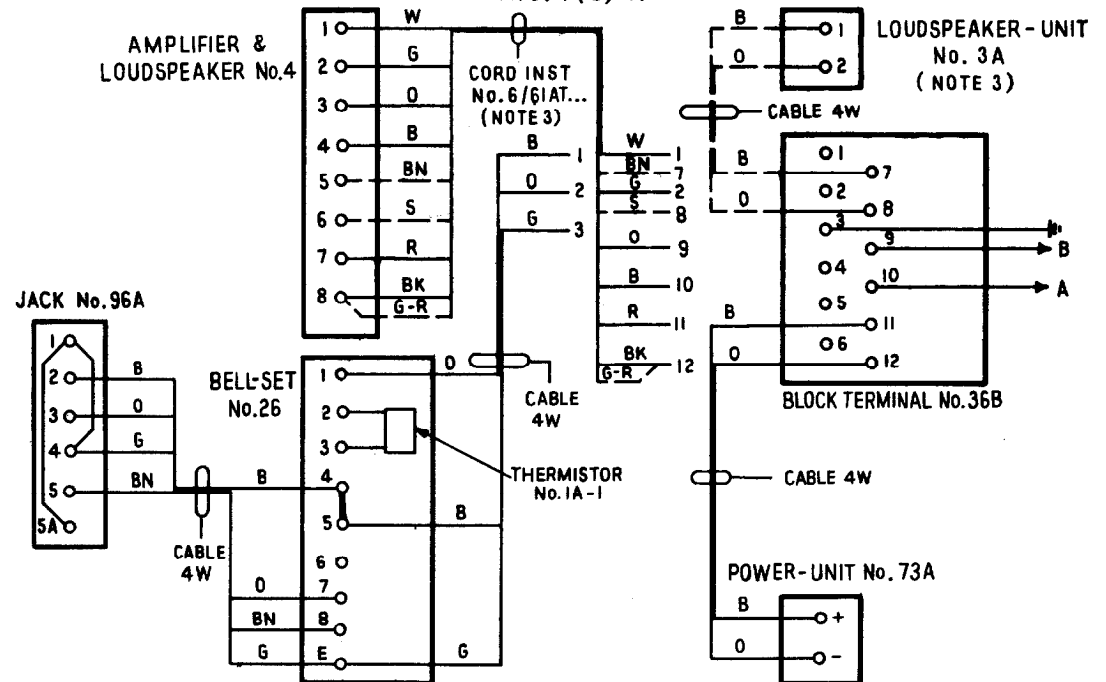 AMPLIFIER &
LOUDSPEAKER No.4
1
2
3
4
5
6
7
8
W
G
O
B
BN
S
R
BK
G-R
CORD INST
No.6/61AT...
(NOTE 3)
B
O
G
1
2
3
W
BN
G
S
O
B
R
BK
G-R
1
7
2
8
9
10
11
12
B
O
1
2
LOUDSPEAKER-UNIT
No. 3A
(NOTE 3)
CABLE 4W
B
O
1
2
3
4
5
6
7
8
9
10
11
12
B
A
BLOCK TERMINAL No.36B
B
O
CABLE 4W
POWER-UNIT No. 73A
B
O
+
-
JACK No.96A
1
2
3
4
5
5A
B
O
G
BN
CABLE
4W
BELL-SET
No.26
1
2
3
4
5
6
7
8
E
B
O
BN
G
O
B
G
CABLE
4W
THERMISTOR
No.1A-1